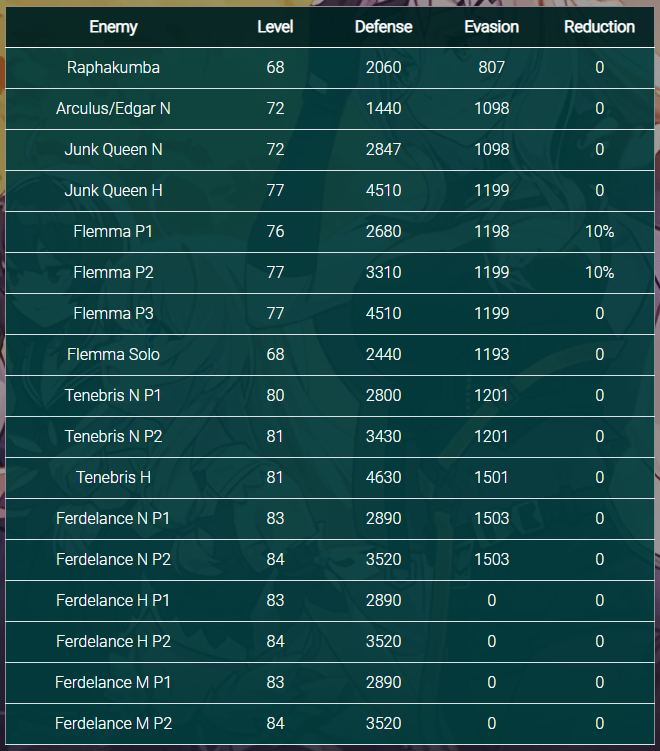 Enemy Level Defense Evasion Reduction
Raphakumba 68 2060 807 0
Arculus/Edgar N 72 1440 1098 0
Junk Queen N 72 2847 1098 0
Junk Queen H 77 4510 1199 0
Flemma P1 76 2680 1198 10%
Flemma P2 77 3310 1199 10%
Flemma P3 77 4510 1199 0
Flemma Solo 68 2440 1193 0
Tenebris N P1 80 2800 1201 0
Tenebris N P2 81 3430 1201 0
Tenebris H 81 4630 1501 0
Ferdelance N P1 83 2890 1503 0
Ferdelance N P2 84 3520 1503 0
Ferdelance H P1 83 2890 0 0
Ferdelance H P2 84 3520 0 0
Ferdelance M P1 83 2890 0 0
Ferdelance M P2 84 3520 0 0